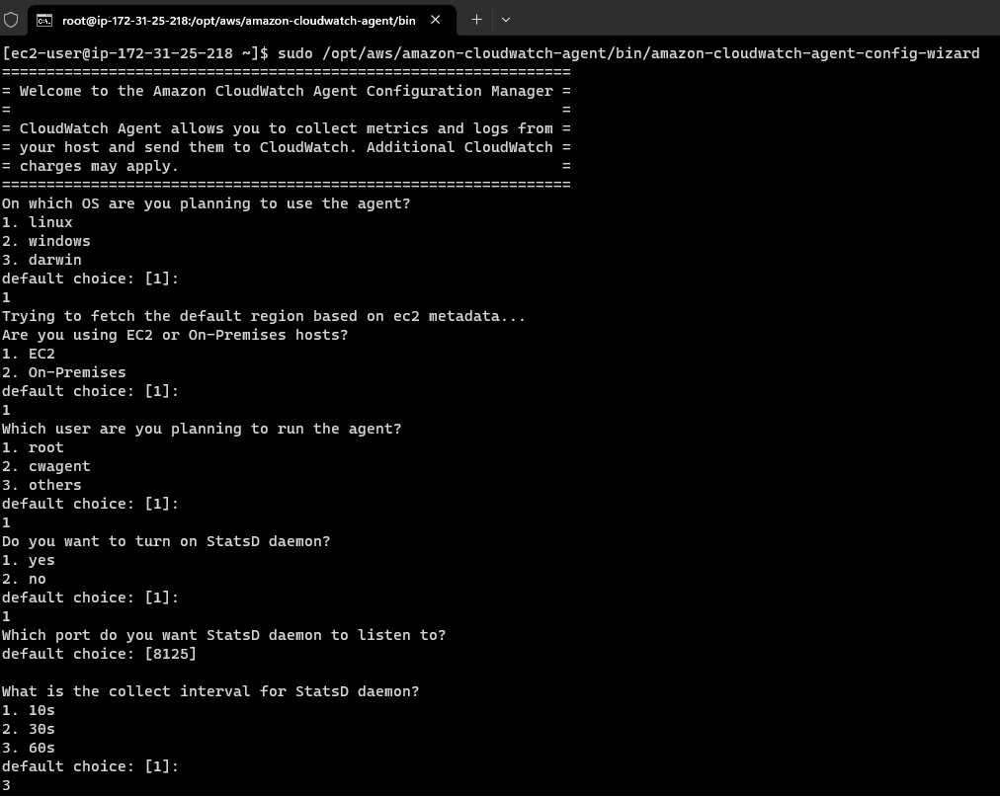 root@ip-172-31-25-218:/opt/aws/amazon-cloudwatch-agent/bin
[ec2-user@ip-172-31-25-218 ~]$ sudo /opt/aws/amazon-cloudwatch-agent/bin/amazon-cloudwatch-agent-config-wizard
================================================================
= Welcome to the Amazon CloudWatch Agent Configuration Manager =
=                                                              =
= CloudWatch Agent allows you to collect metrics and logs from =
= your host and send them to CloudWatch. Additional CloudWatch =
= charges may apply.                                           =
================================================================
On which OS are you planning to use the agent?
1. linux
2. windows
3. darwin
default choice: [1]:
1
Trying to fetch the default region based on ec2 metadata...
Are you using EC2 or On-Premises hosts?
1. EC2
2. On-Premises
default choice: [1]:
1
Which user are you planning to run the agent?
1. root
2. cwagent
3. others
default choice: [1]:
1
Do you want to turn on StatsD daemon?
1. yes
2. no
default choice: [1]:
1
Which port do you want StatsD daemon to listen to?
default choice: [8125]
What is the collect interval for StatsD daemon?
1. 10s
2. 30s
3. 60s
default choice: [1]:
3